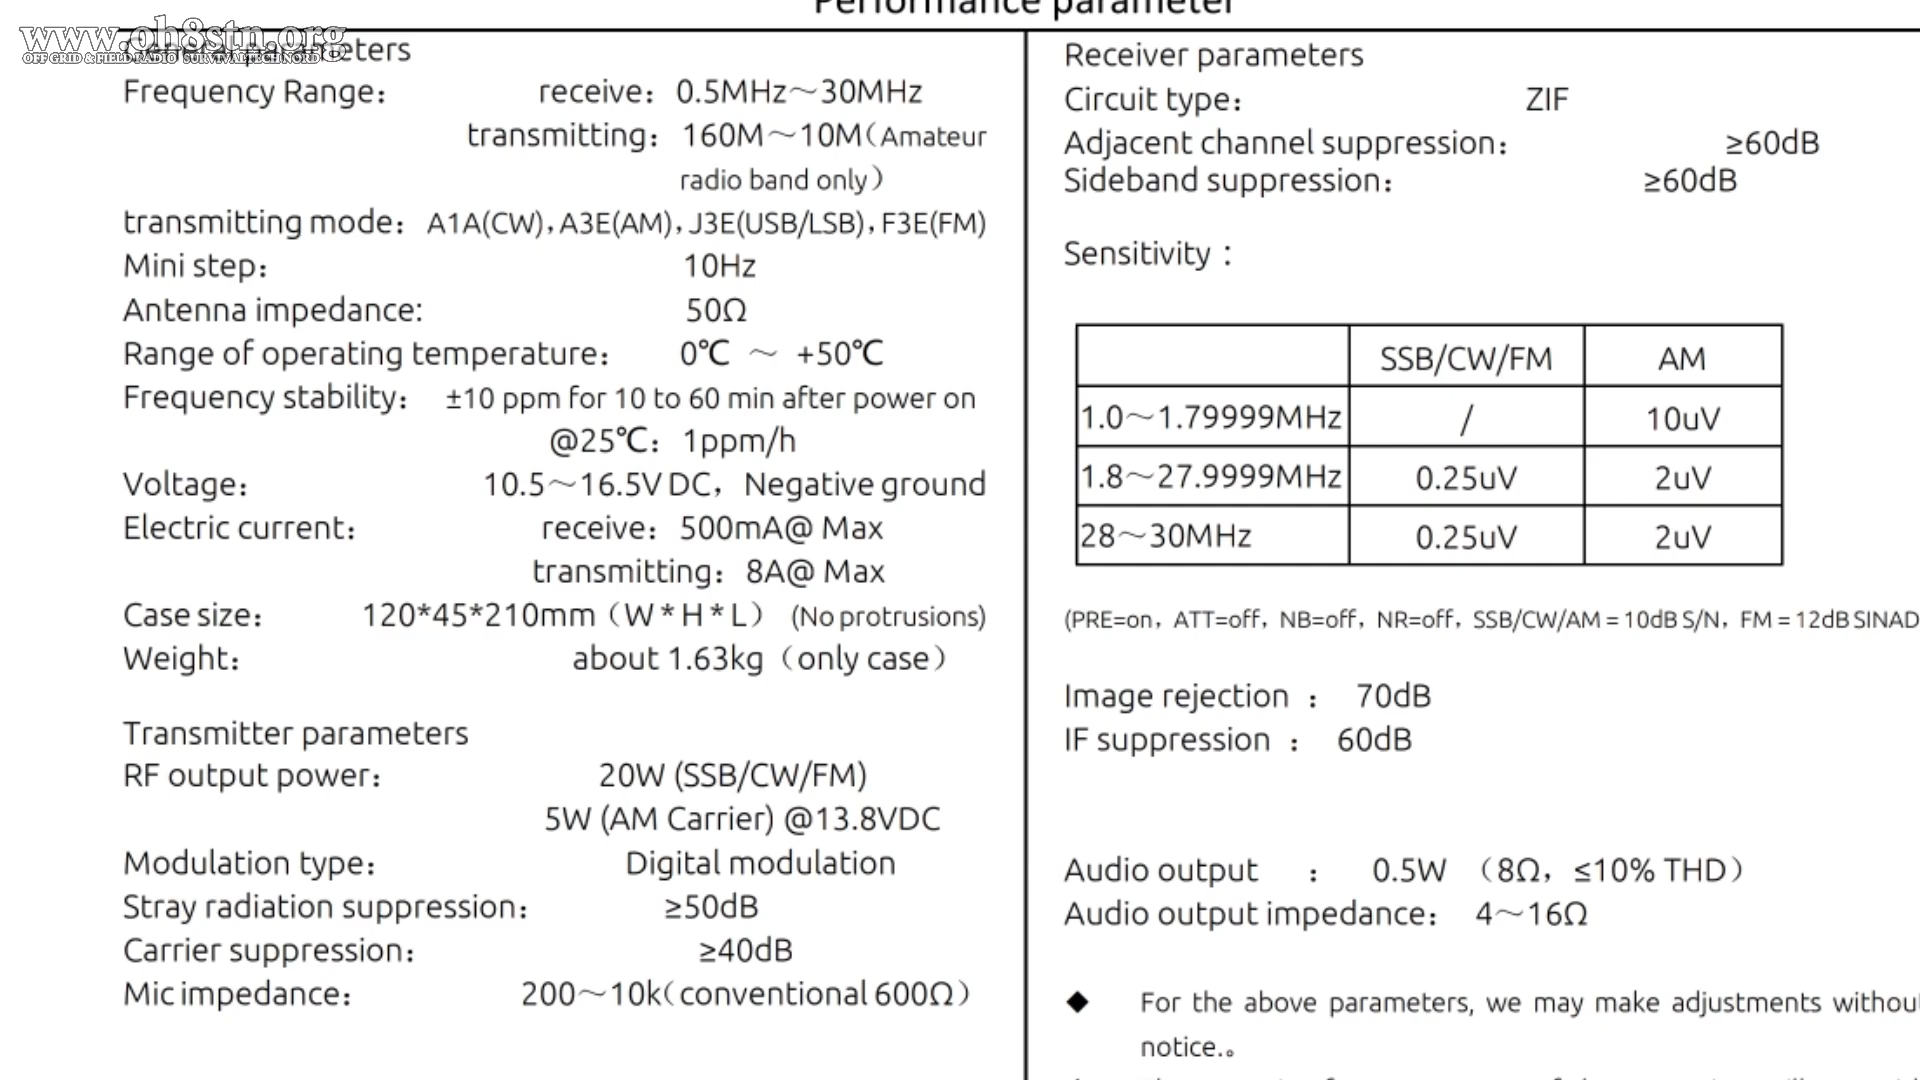 Performance parameter
www.oh8stn.org
OFF GRID & FIELD RADIO SURVIVALTECHNORD
General parameters
Frequency Range: receive: 0.5MHz～30MHz
transmitting: 160M～10M（Amateur
radio band only）
transmitting mode: A1A(CW), A3E(AM), J3E(USB/LSB), F3E(FM)
Mini step: 10Hz
Antenna impedance: 50Ω
Range of operating temperature: 0℃ ～ +50℃
Frequency stability: ±10 ppm for 10 to 60 min after power on
@25℃: 1ppm/h
Voltage: 10.5～16.5V DC, Negative ground
Electric current: receive: 500mA@ Max
transmitting: 8A@ Max
Case size: 120*45*210mm（W*H*L） (No protrusions)
Weight: about 1.63kg（only case）
Transmitter parameters
RF output power: 20W (SSB/CW/FM)
5W (AM Carrier) @13.8VDC
Modulation type: Digital modulation
Stray radiation suppression: ≥50dB
Carrier suppression: ≥40dB
Mic impedance: 200～10k（conventional 600Ω）
Receiver parameters
Circuit type: ZIF
Adjacent channel suppression: ≥60dB
Sideband suppression: ≥60dB
Sensitivity :
SSB/CW/FM AM
1.0～1.79999MHz / 10uV
1.8～27.9999MHz 0.25uV 2uV
28～30MHz 0.25uV 2uV
(PRE=on, ATT=off, NB=off, NR=off, SSB/CW/AM = 10dB S/N, FM = 12dB SINAD
Image rejection : 70dB
IF suppression : 60dB
Audio output : 0.5W （8Ω, ≤10% THD）
Audio output impedance: 4～16Ω
◆ For the above parameters, we may make adjustments without
notice.。